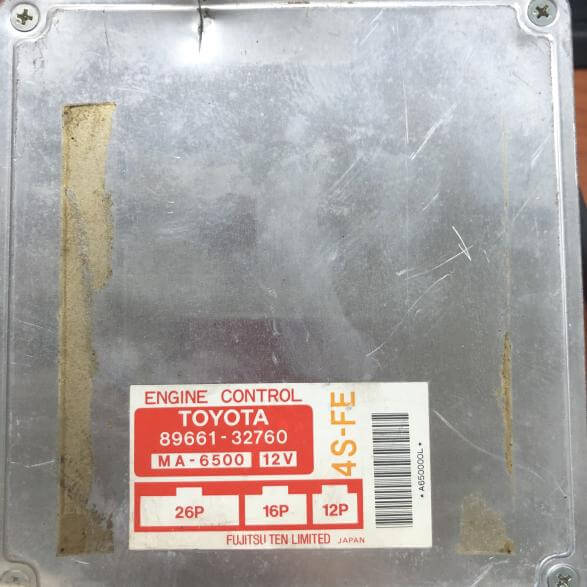 ENGINE CONTROL
TOYOTA
89661-32760
MA-6500 12V
4S-FE
*A650000L*
26P 16P 12P
FUJITSU TEN LIMITED JAPAN